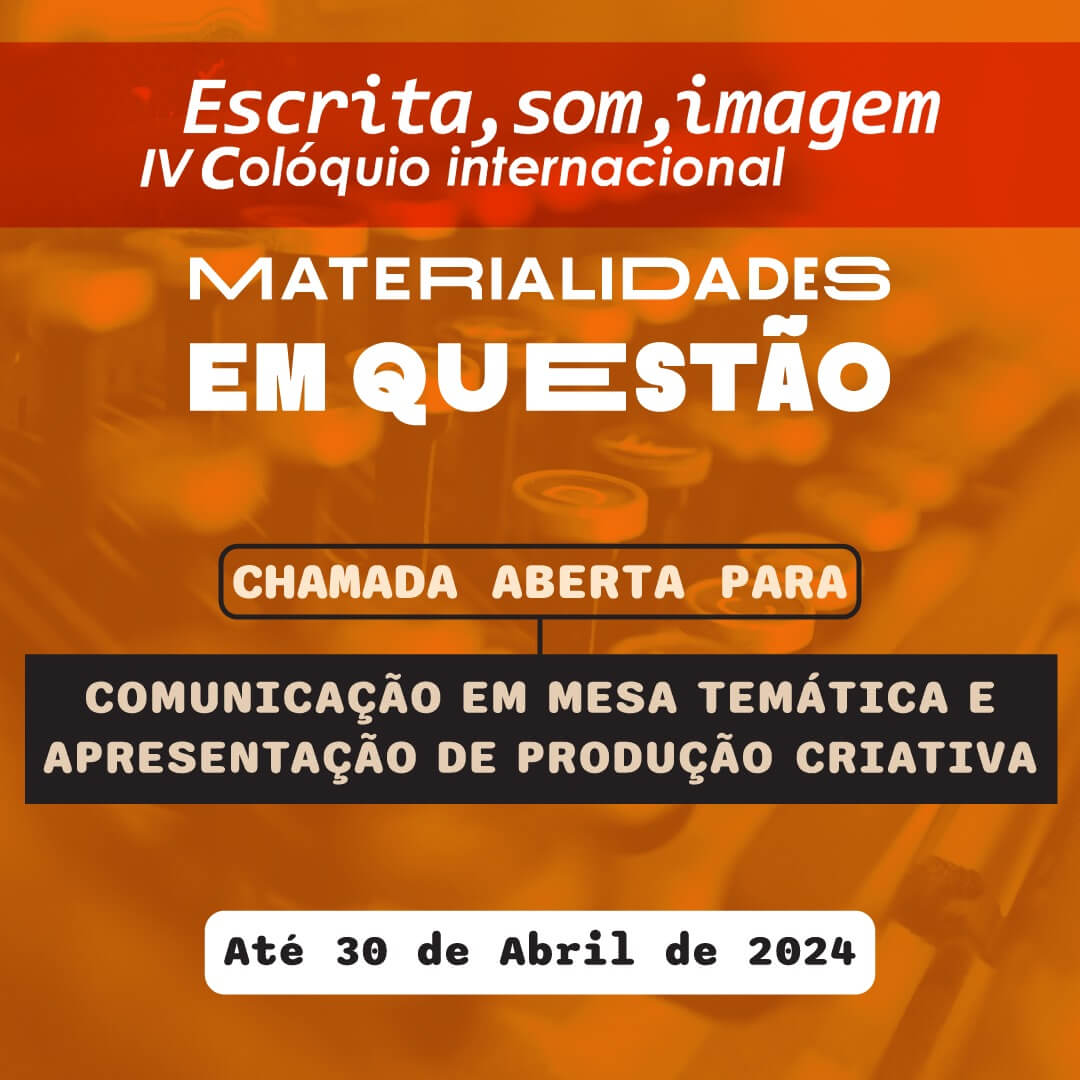 Escrita, som, imagem
IV Colóquio internacional
MATERIALIDADES
EM QUESTÃO
CHAMADA ABERTA PARA
COMUNICAÇÃO EM MESA TEMÁTICA E
APRESENTAÇÃO DE PRODUÇÃO CRIATIVA
Até 30 de Abril de 2024